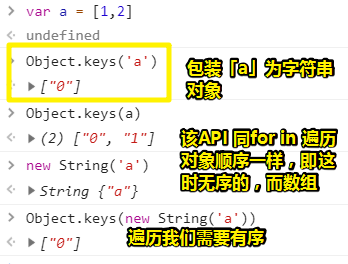 var a = [1,2]
undefined
Object.keys('a')
["0"]
包装「a」为字符串
对象
Object.keys(a)
(2) ["0", "1"]
该API 同for in 遍历
对象顺序一样，即这
时无序的，而数组
new String('a')
String {"a"}
Object.keys(new String('a'))
["0"]
遍历我们需要有序